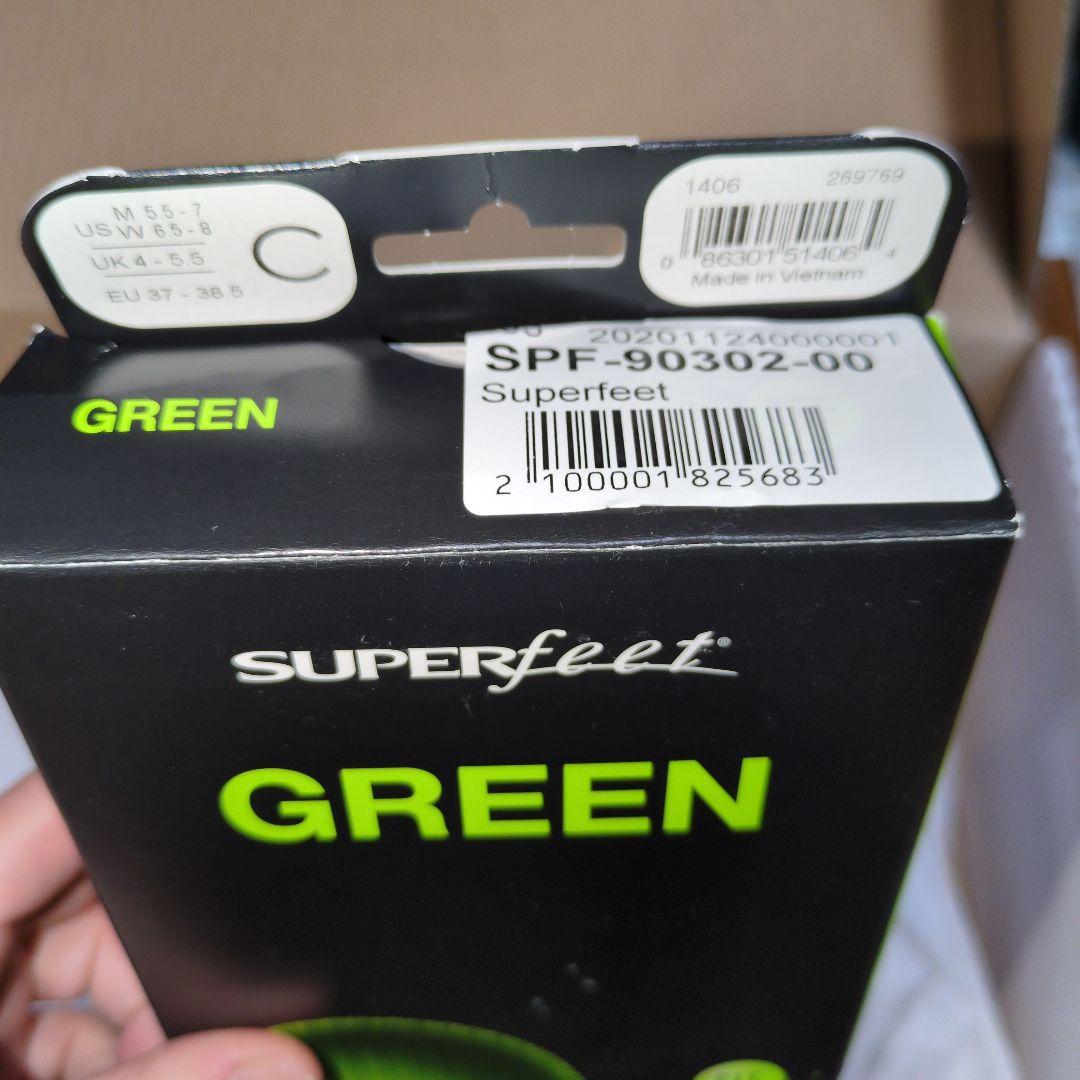 US M 5.5 - 7
W 6.5 - 8
UK 4 - 5.5
EU 37 - 38.5
C
1406 269769
0 86301 51406 4
Made in Vietnam
202011240000001
SPF-90302-00
Superfeet
2 100001 825683
GREEN
SUPERfeet®
GREEN